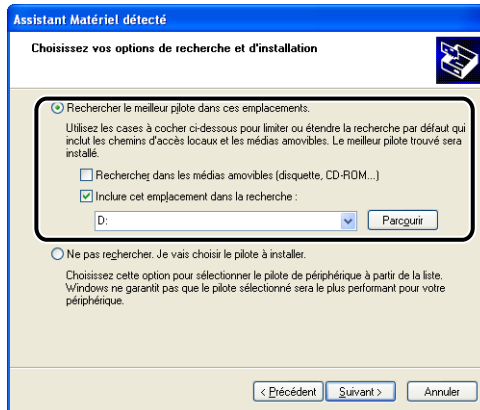 Assistant Matériel détecté
Choisissez vos options de recherche et d'installation
Rechercher le meilleur pilote dans ces emplacements.
Utilisez les cases à cocher ci-dessous pour limiter ou étendre la recherche par défaut qui
inclut les chemins d'accès locaux et les médias amovibles. Le meilleur pilote trouvé sera
installé.
Rechercher dans les médias amovibles (disquette, CD-ROM...)
Inclure cet emplacement dans la recherche :
D:
Parcourir
Ne pas rechercher. Je vais choisir le pilote à installer.
Choisissez cette option pour sélectionner le pilote de périphérique à partir de la liste.
Windows ne garantit pas que le pilote sélectionné sera le plus performant pour votre
périphérique.
< Précédent Suivant > Annuler